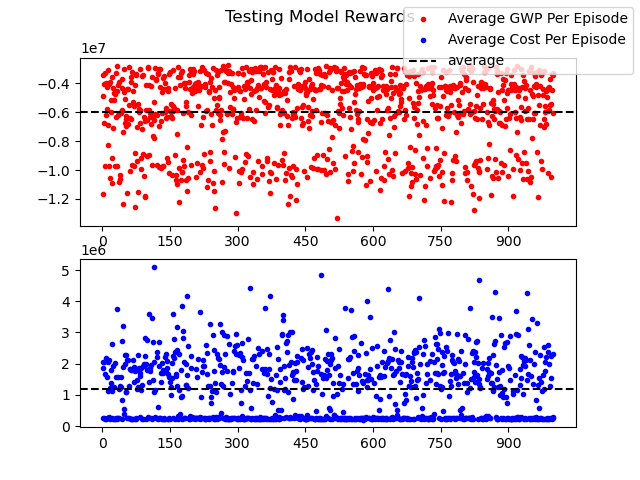 Testing Model Rewards
Average GWP Per Episode
Average Cost Per Episode
average
1e7
−0.4
−0.6
−0.8
−1.0
−1.2
0 150 300 450 600 750 900
1e6
5
4
3
2
1
0
0 150 300 450 600 750 900